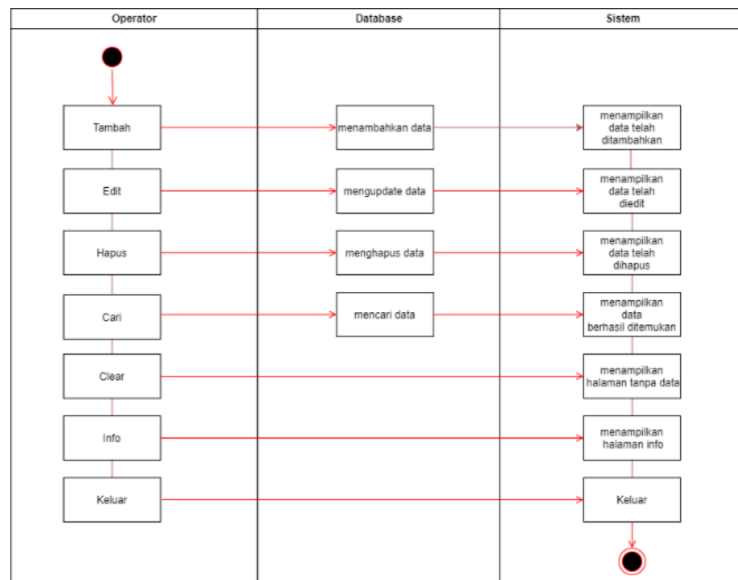 Operator
Database
Sistem
Tambah
menambahkan data
menampilkan
data telah
ditambahkan
Edit
mengupdate data
menampilkan
data telah
diedit
Hapus
menghapus data
menampilkan
data telah
dihapus
Cari
mencari data
menampilkan
data
berhasil ditemukan
Clear
menampilkan
halaman tanpa data
Info
menampilkan
halaman info
Keluar
Keluar